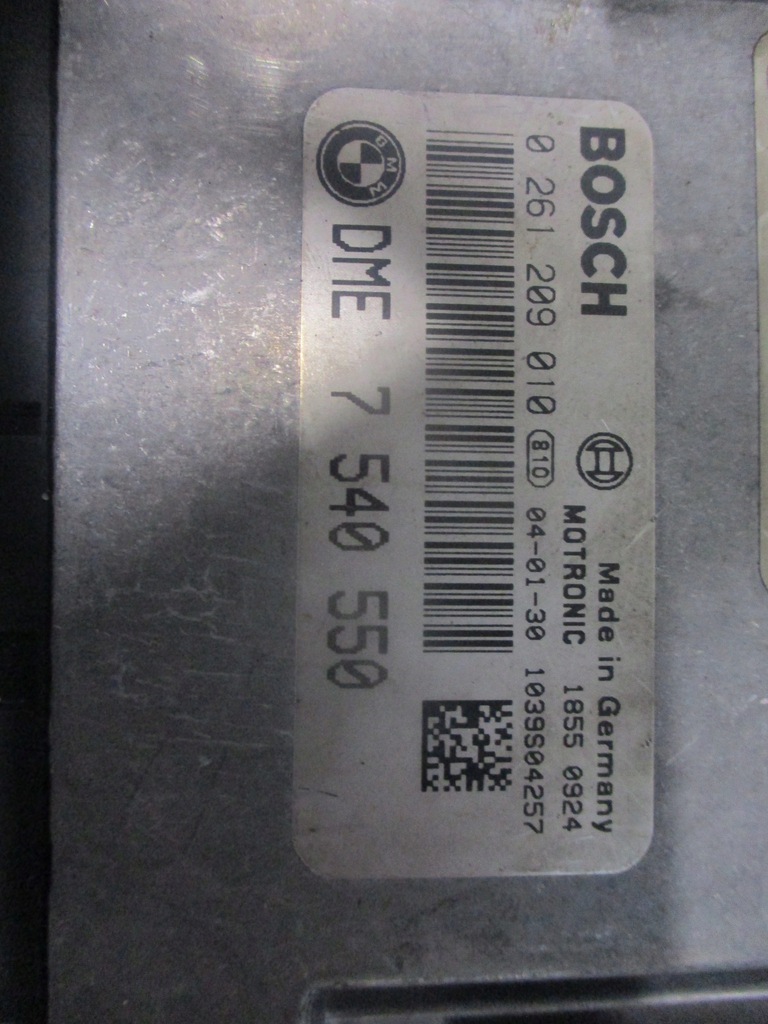 BOSCH
Made in Germany
MOTRONIC 1855 0924
0 261 209 010 810 04-01-30 1039S04257
BMW DME 7 540 550